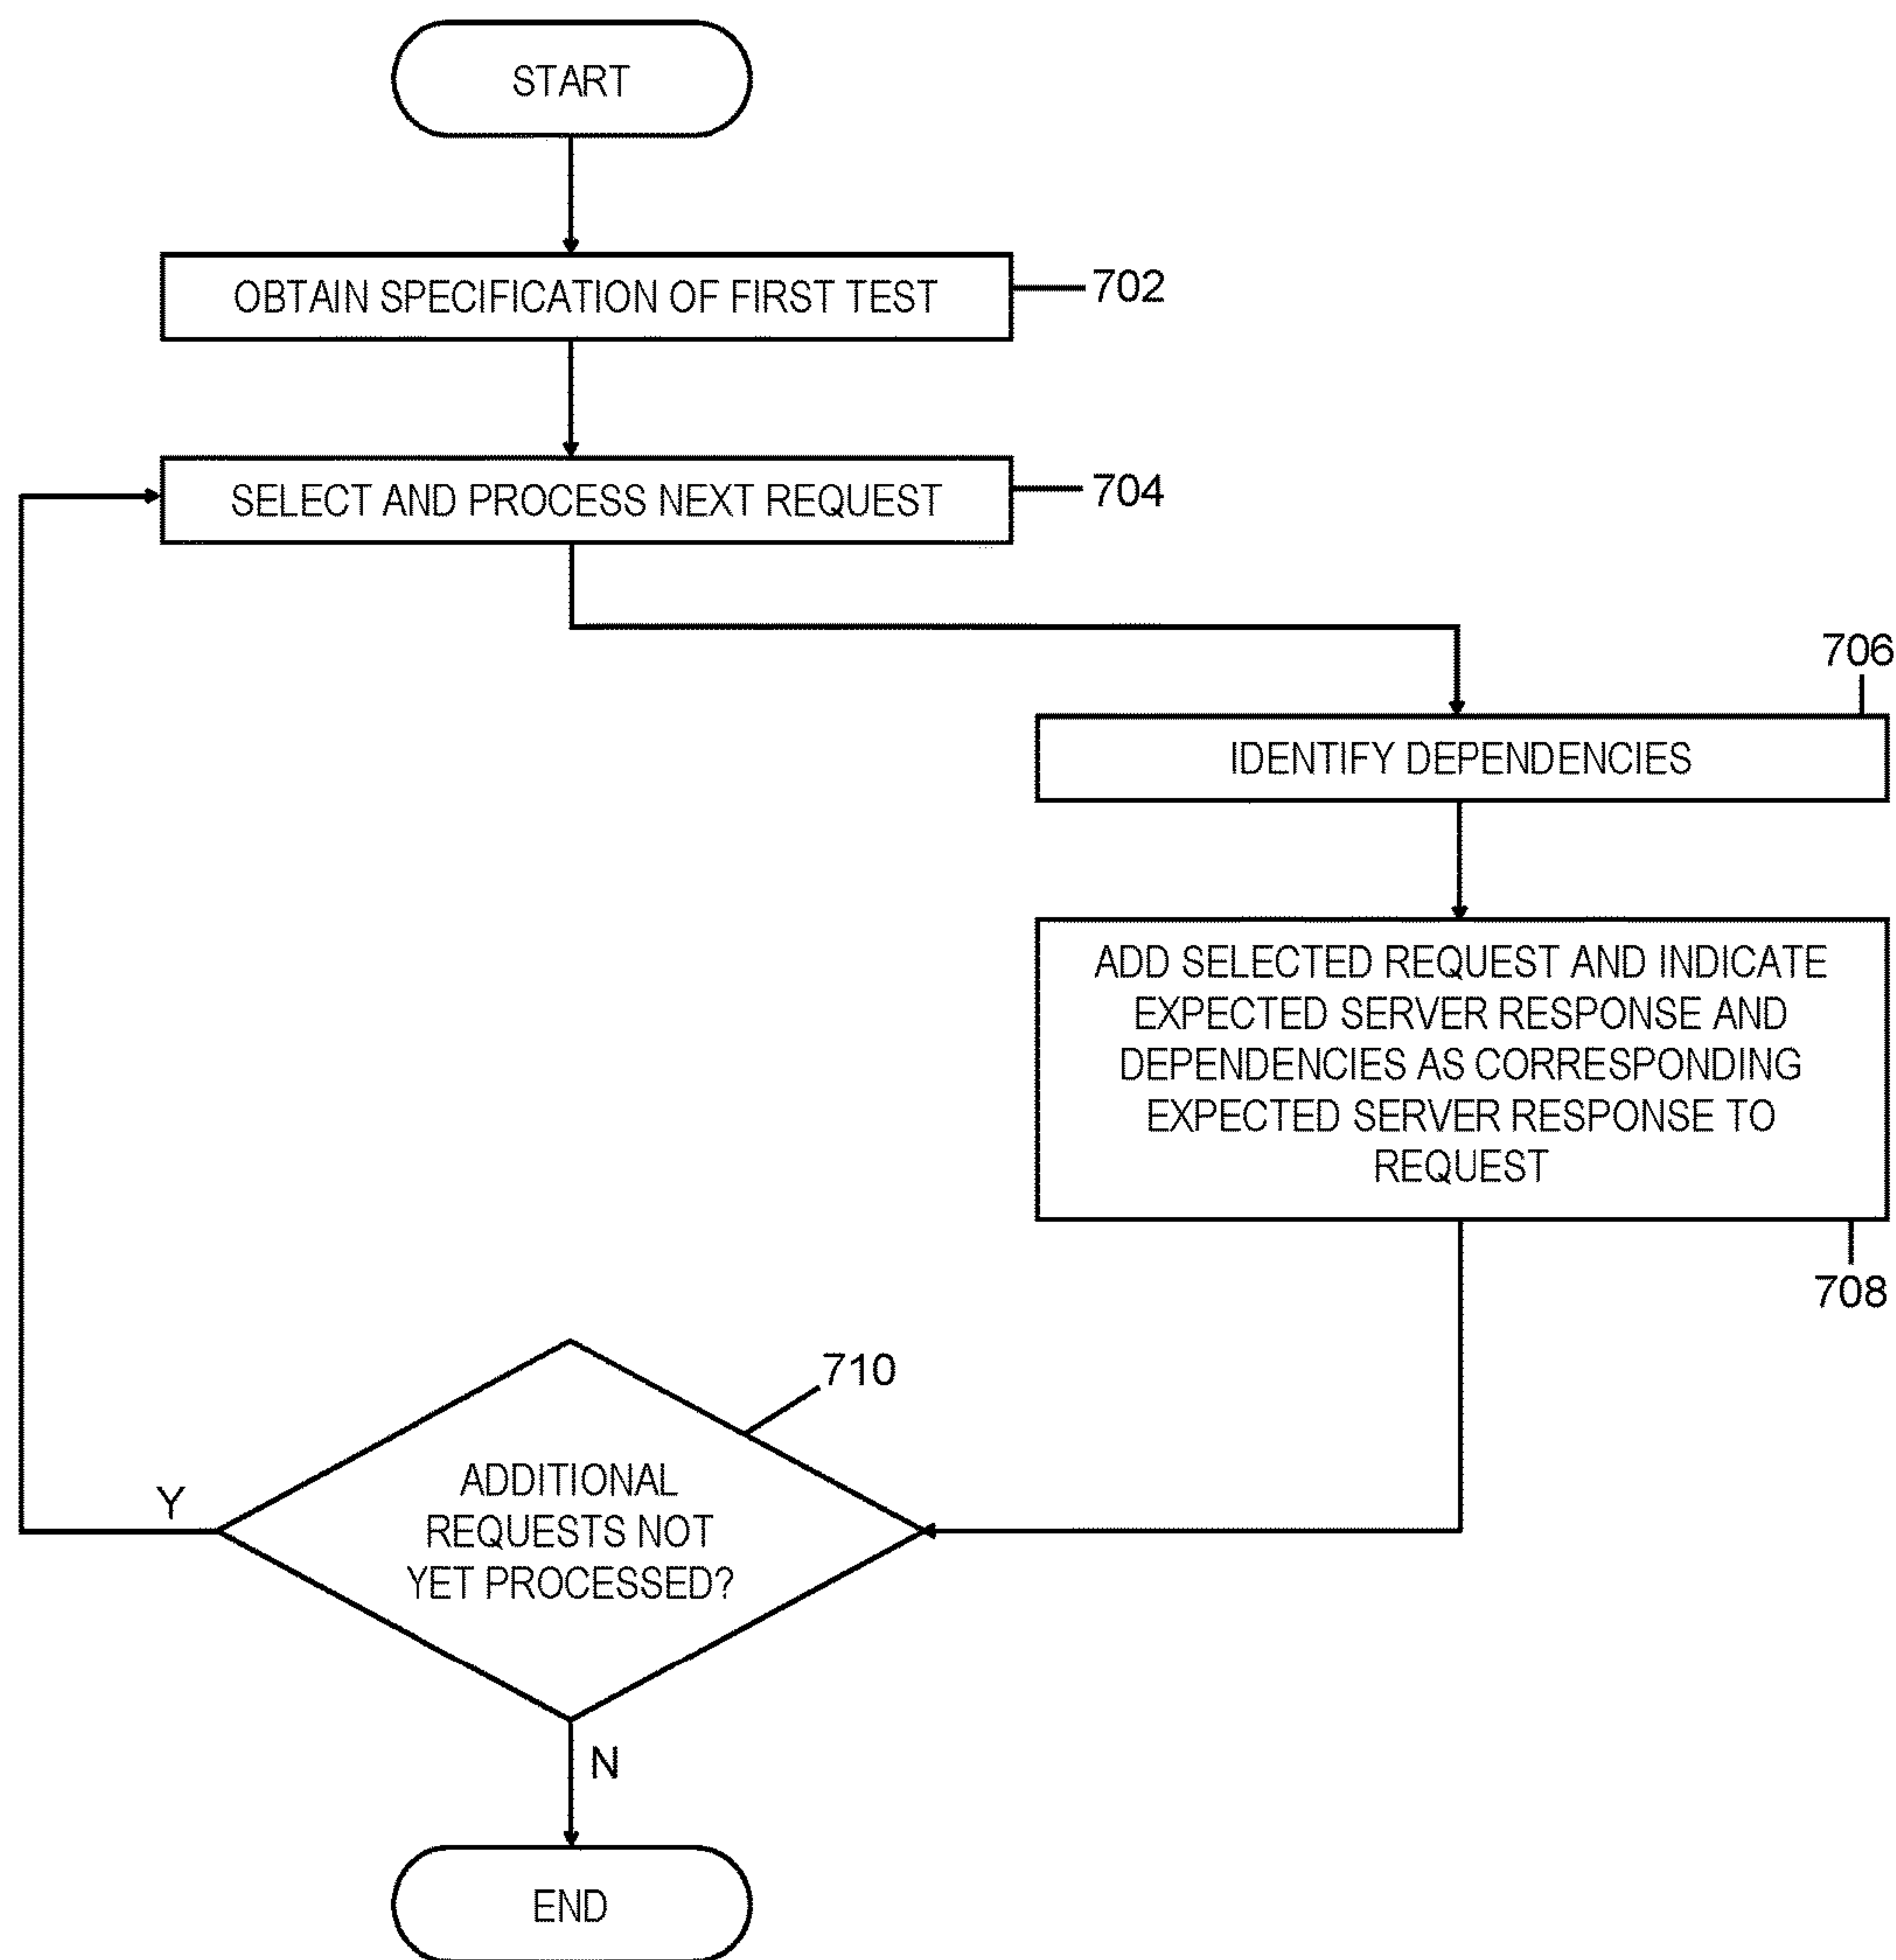 START
OBTAIN SPECIFICATION OF FIRST TEST
702
SELECT AND PROCESS NEXT REQUEST
704
706
IDENTIFY DEPENDENCIES
ADD SELECTED REQUEST AND INDICATE
EXPECTED SERVER RESPONSE AND
DEPENDENCIES AS CORRESPONDING
EXPECTED SERVER RESPONSE TO
REQUEST
708
710
ADDITIONAL
REQUESTS NOT
YET PROCESSED?
Y
N
END